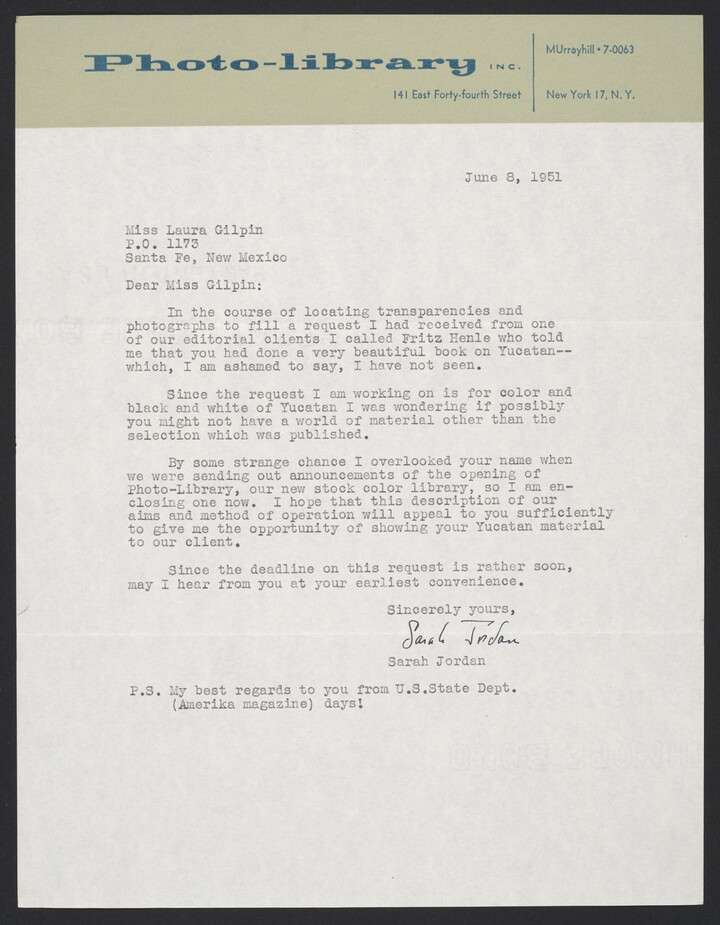 Photo-library INC.
141 East Forty-fourth Street
MUrrayhill • 7-0063
New York 17, N. Y.
June 8, 1951
Miss Laura Gilpin
P.O. 1173
Santa Fe, New Mexico
Dear Miss Gilpin:
In the course of locating transparencies and
photographs to fill a request I had received from one
of our editorial clients I called Fritz Henle who told
me that you had done a very beautiful book on Yucatan--
which, I am ashamed to say, I have not seen.
Since the request I am working on is for color and
black and white of Yucatan I was wondering if possibly
you might not have a world of material other than the
selection which was published.
By some strange chance I overlooked your name when
we were sending out announcements of the opening of
Photo-Library, our new stock color library, so I am en-
closing one now.  I hope that this description of our
aims and method of operation will appeal to you sufficiently
to give me the opportunity of showing your Yucatan material
to our client.
Since the deadline on this request is rather soon,
may I hear from you at your earliest convenience.
Sincerely yours,
Sarah Jordan
Sarah Jordan
P.S. My best regards to you from U.S.State Dept.
(Amerika magazine) days!